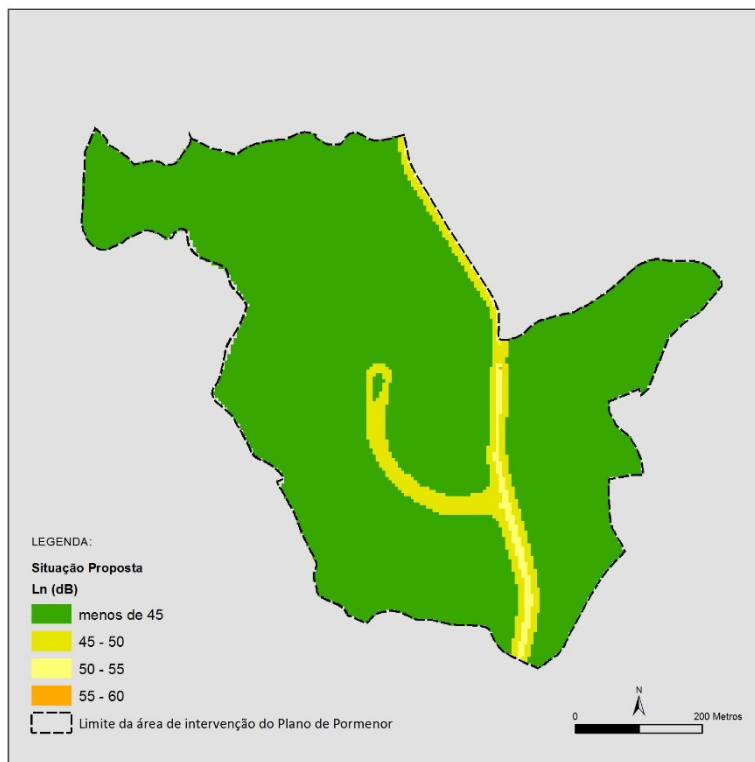 LEGENDA:
Situação Proposta
Ln (dB)
menos de 45
45 - 50
50 - 55
55 - 60
Limite da área de intervenção do Plano de Pormenor
N
0 200 Metros